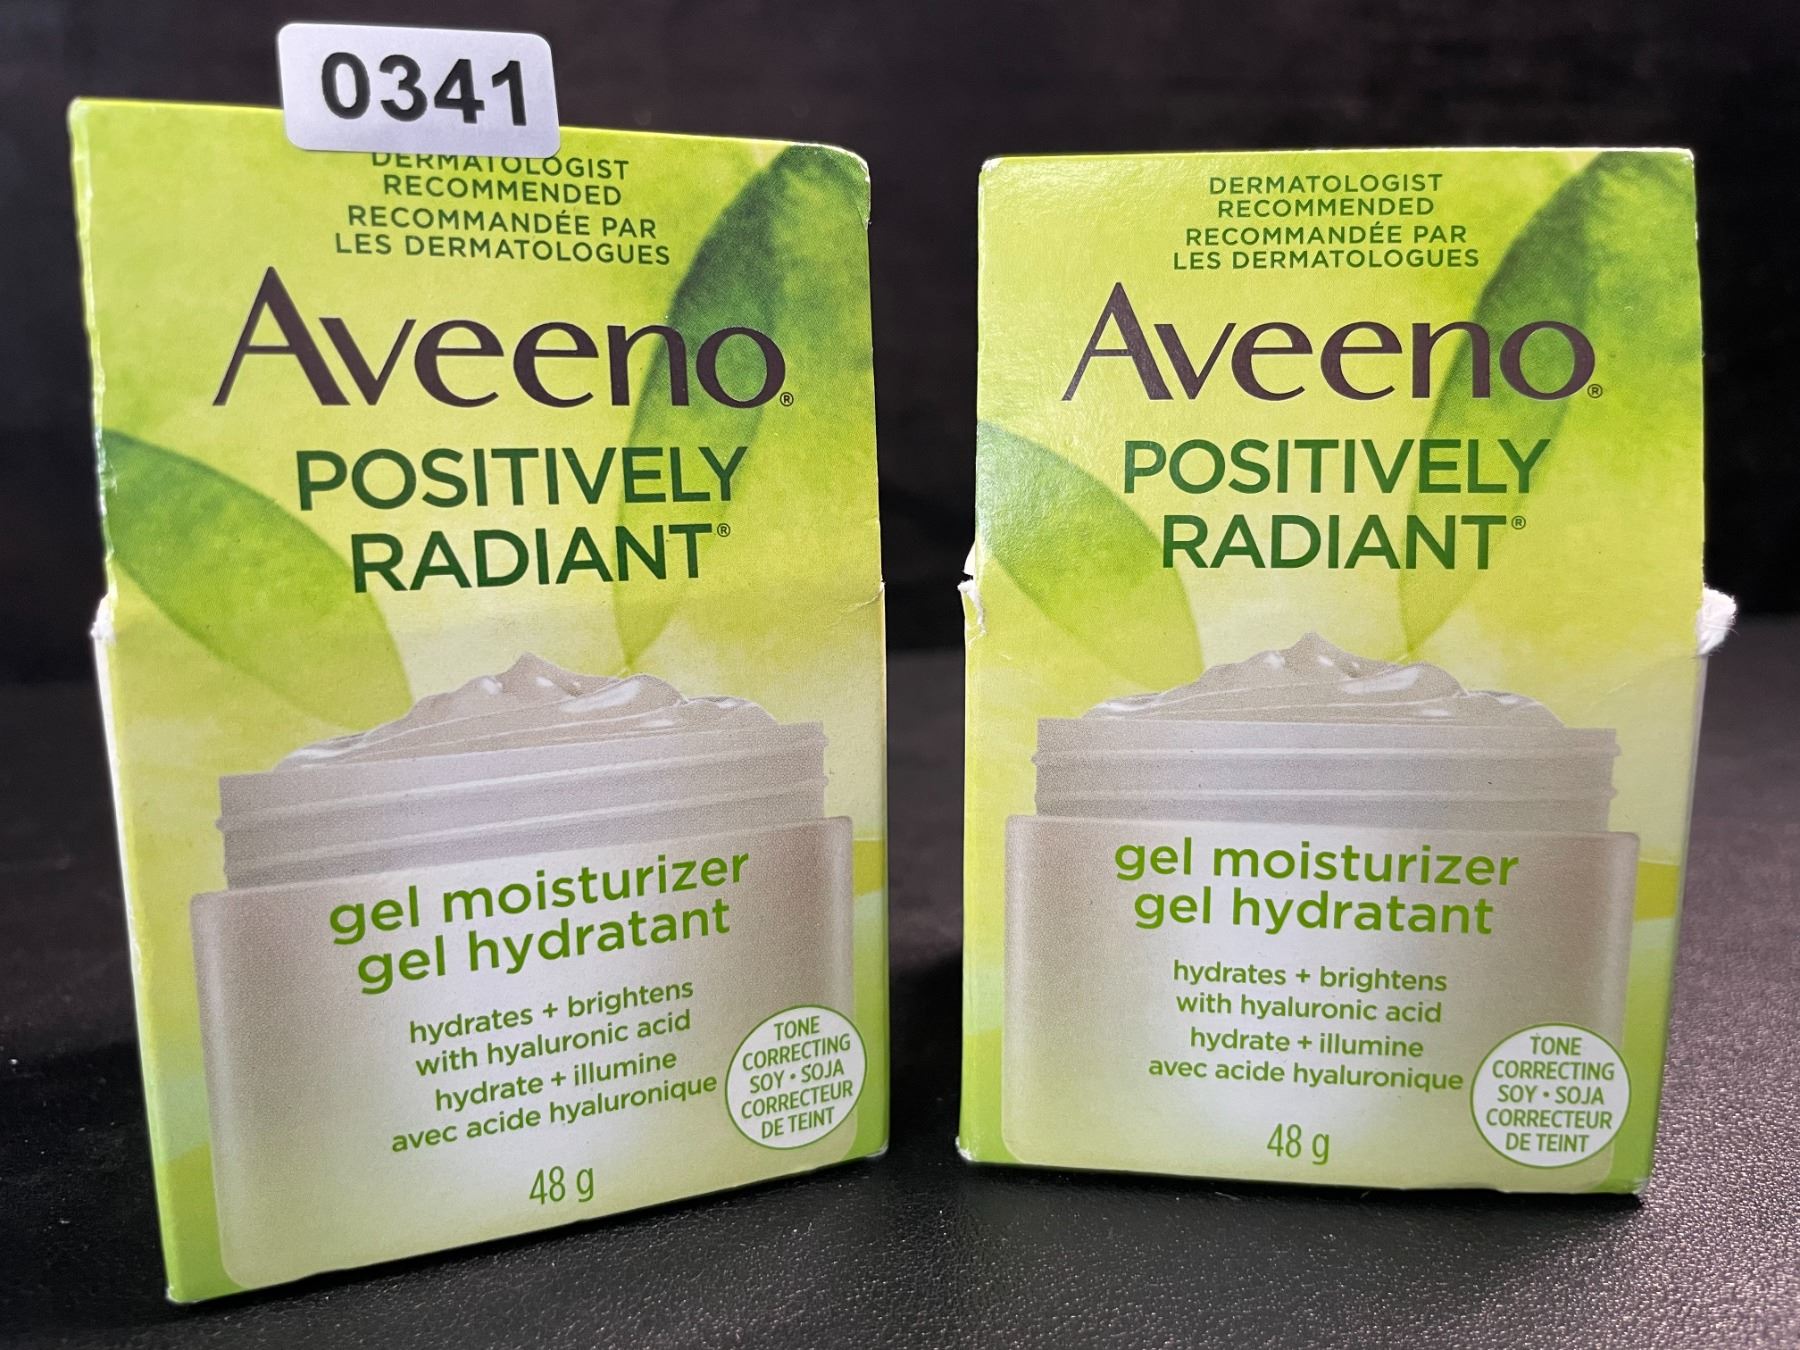 0341
DERMATOLOGIST
RECOMMENDED
RECOMMANDÉE PAR
LES DERMATOLOGUES
Aveeno®
POSITIVELY
RADIANT®
gel moisturizer
gel hydratant
hydrates + brightens
with hyaluronic acid
hydrate + illumine
avec acide hyaluronique
TONE
CORRECTING
SOY • SOJA
CORRECTEUR
DE TEINT
48 g
DERMATOLOGIST
RECOMMENDED
RECOMMANDÉE PAR
LES DERMATOLOGUES
Aveeno®
POSITIVELY
RADIANT®
gel moisturizer
gel hydratant
hydrates + brightens
with hyaluronic acid
hydrate + illumine
avec acide hyaluronique
TONE
CORRECTING
SOY • SOJA
CORRECTEUR
DE TEINT
48 g